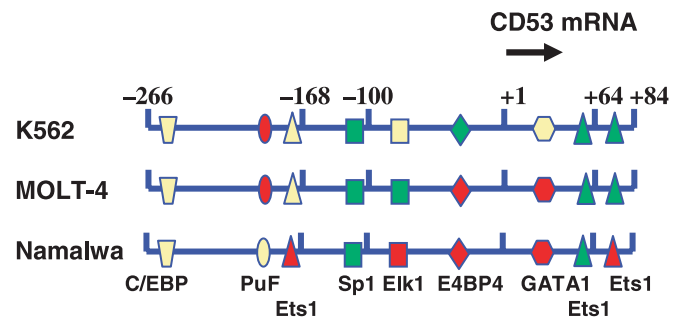 CD53 mRNA
−266 −168 −100 +1 +64 +84
K562
MOLT-4
Namalwa
C/EBP PuF Sp1 Elk1 E4BP4 GATA1 Ets1
Ets1 Ets1